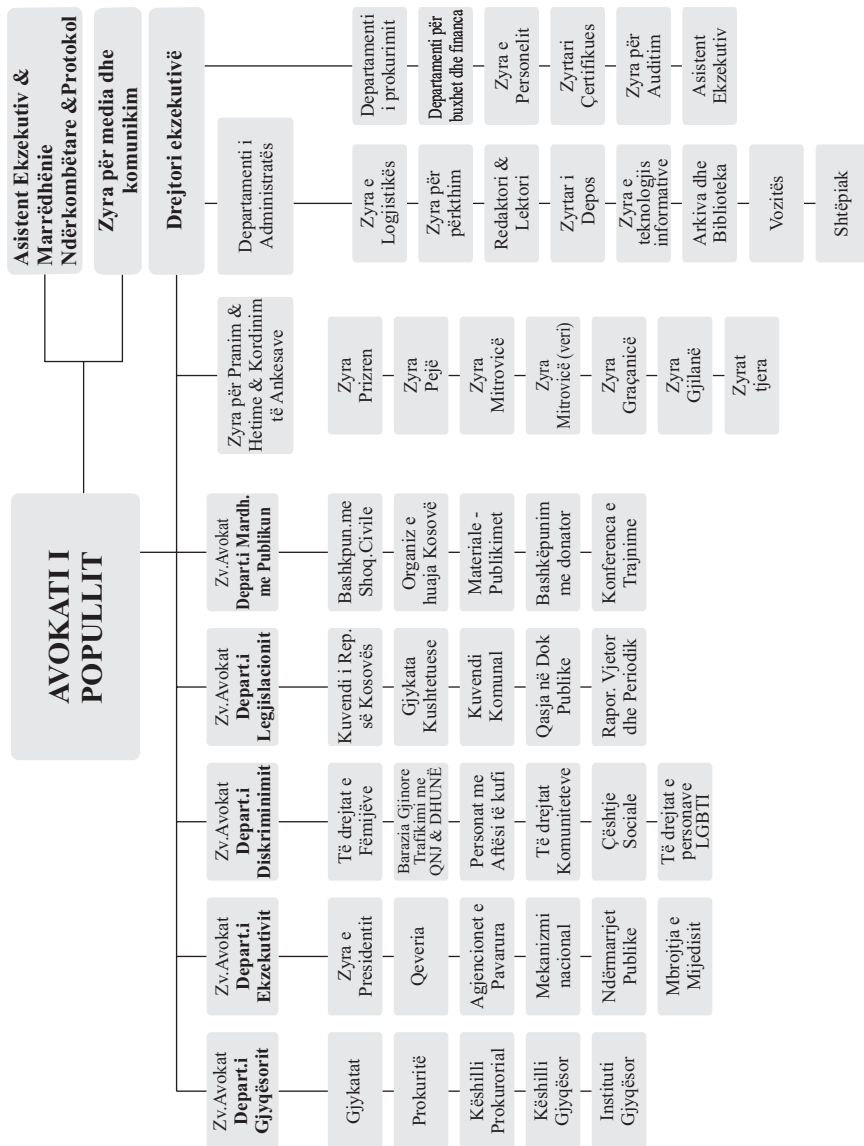 AVOKATI I
POPULLIT
Asistent Ekzekutiv &
Marrëdhënie
Ndërkombëtare &Protokol
Zyra për media dhe
komunikim
Drejtori ekzekutivë
Zv.Avokat
Depart.i
Gjyqësorit
Gjykatat
Prokuritë
Këshilli
Prokurorial
Këshilli
Gjyqësor
Instituti
Gjyqësor
Zv.Avokat
Depart.i
Ekzekutivit
Zyra e
Presidentit
Qeveria
Agjencionet e
Pavarura
Mekanizmi
nacional
Ndërmarrjet
Publike
Mbrojtja e
Mijedisit
Zv.Avokat
Depart.i
Diskriminimit
Të drejtat e
Fëmijëve
Barazia Gjinore
Trafikimi me
QNJ & DHUNË
Personat me
Aftësi të kufi
Të drejtat
Komuniteteve
Çështje
Sociale
Të drejtat e
personave
LGBTI
Zv.Avokat
Depart.i
Legjislacionit
Kuvendi i Rep.
së Kosovës
Gjykata
Kushtetuese
Kuvendi
Komunal
Qasja në Dok
Publike
Rapor. Vjetor
dhe Periodik
Zv.Avokat
Depart.i Mardh.
me Publikun
Bashkpun.me
Shoq.Civile
Organiz e
huaja Kosovë
Materiale -
Publikimet
Bashkëpunim
me donator
Konferenca e
Trajnime
Zyra për Pranim &
Hetime & Kordinim
të Ankesave
Zyra
Prizren
Zyra
Pejë
Zyra
Mitrovicë
Zyra
Mitrovicë (veri)
Zyra
Graçanicë
Zyra
Gjilanë
Zyrat
tjera
Departamenti i
Administratës
Zyra e
Logjistikës
Zyra për
përkthim
Redaktori &
Lektori
Zyrtar i
Depos
Zyra e
teknologjis
informative
Arkiva dhe
Biblioteka
Vozitës
Shtëpiak
Departamenti
i prokurimit
Departamenti për
buxhet dhe financa
Zyra e
Personelit
Zyrtari
Çertifikues
Zyra për
Auditim
Asistent
Ekzekutiv